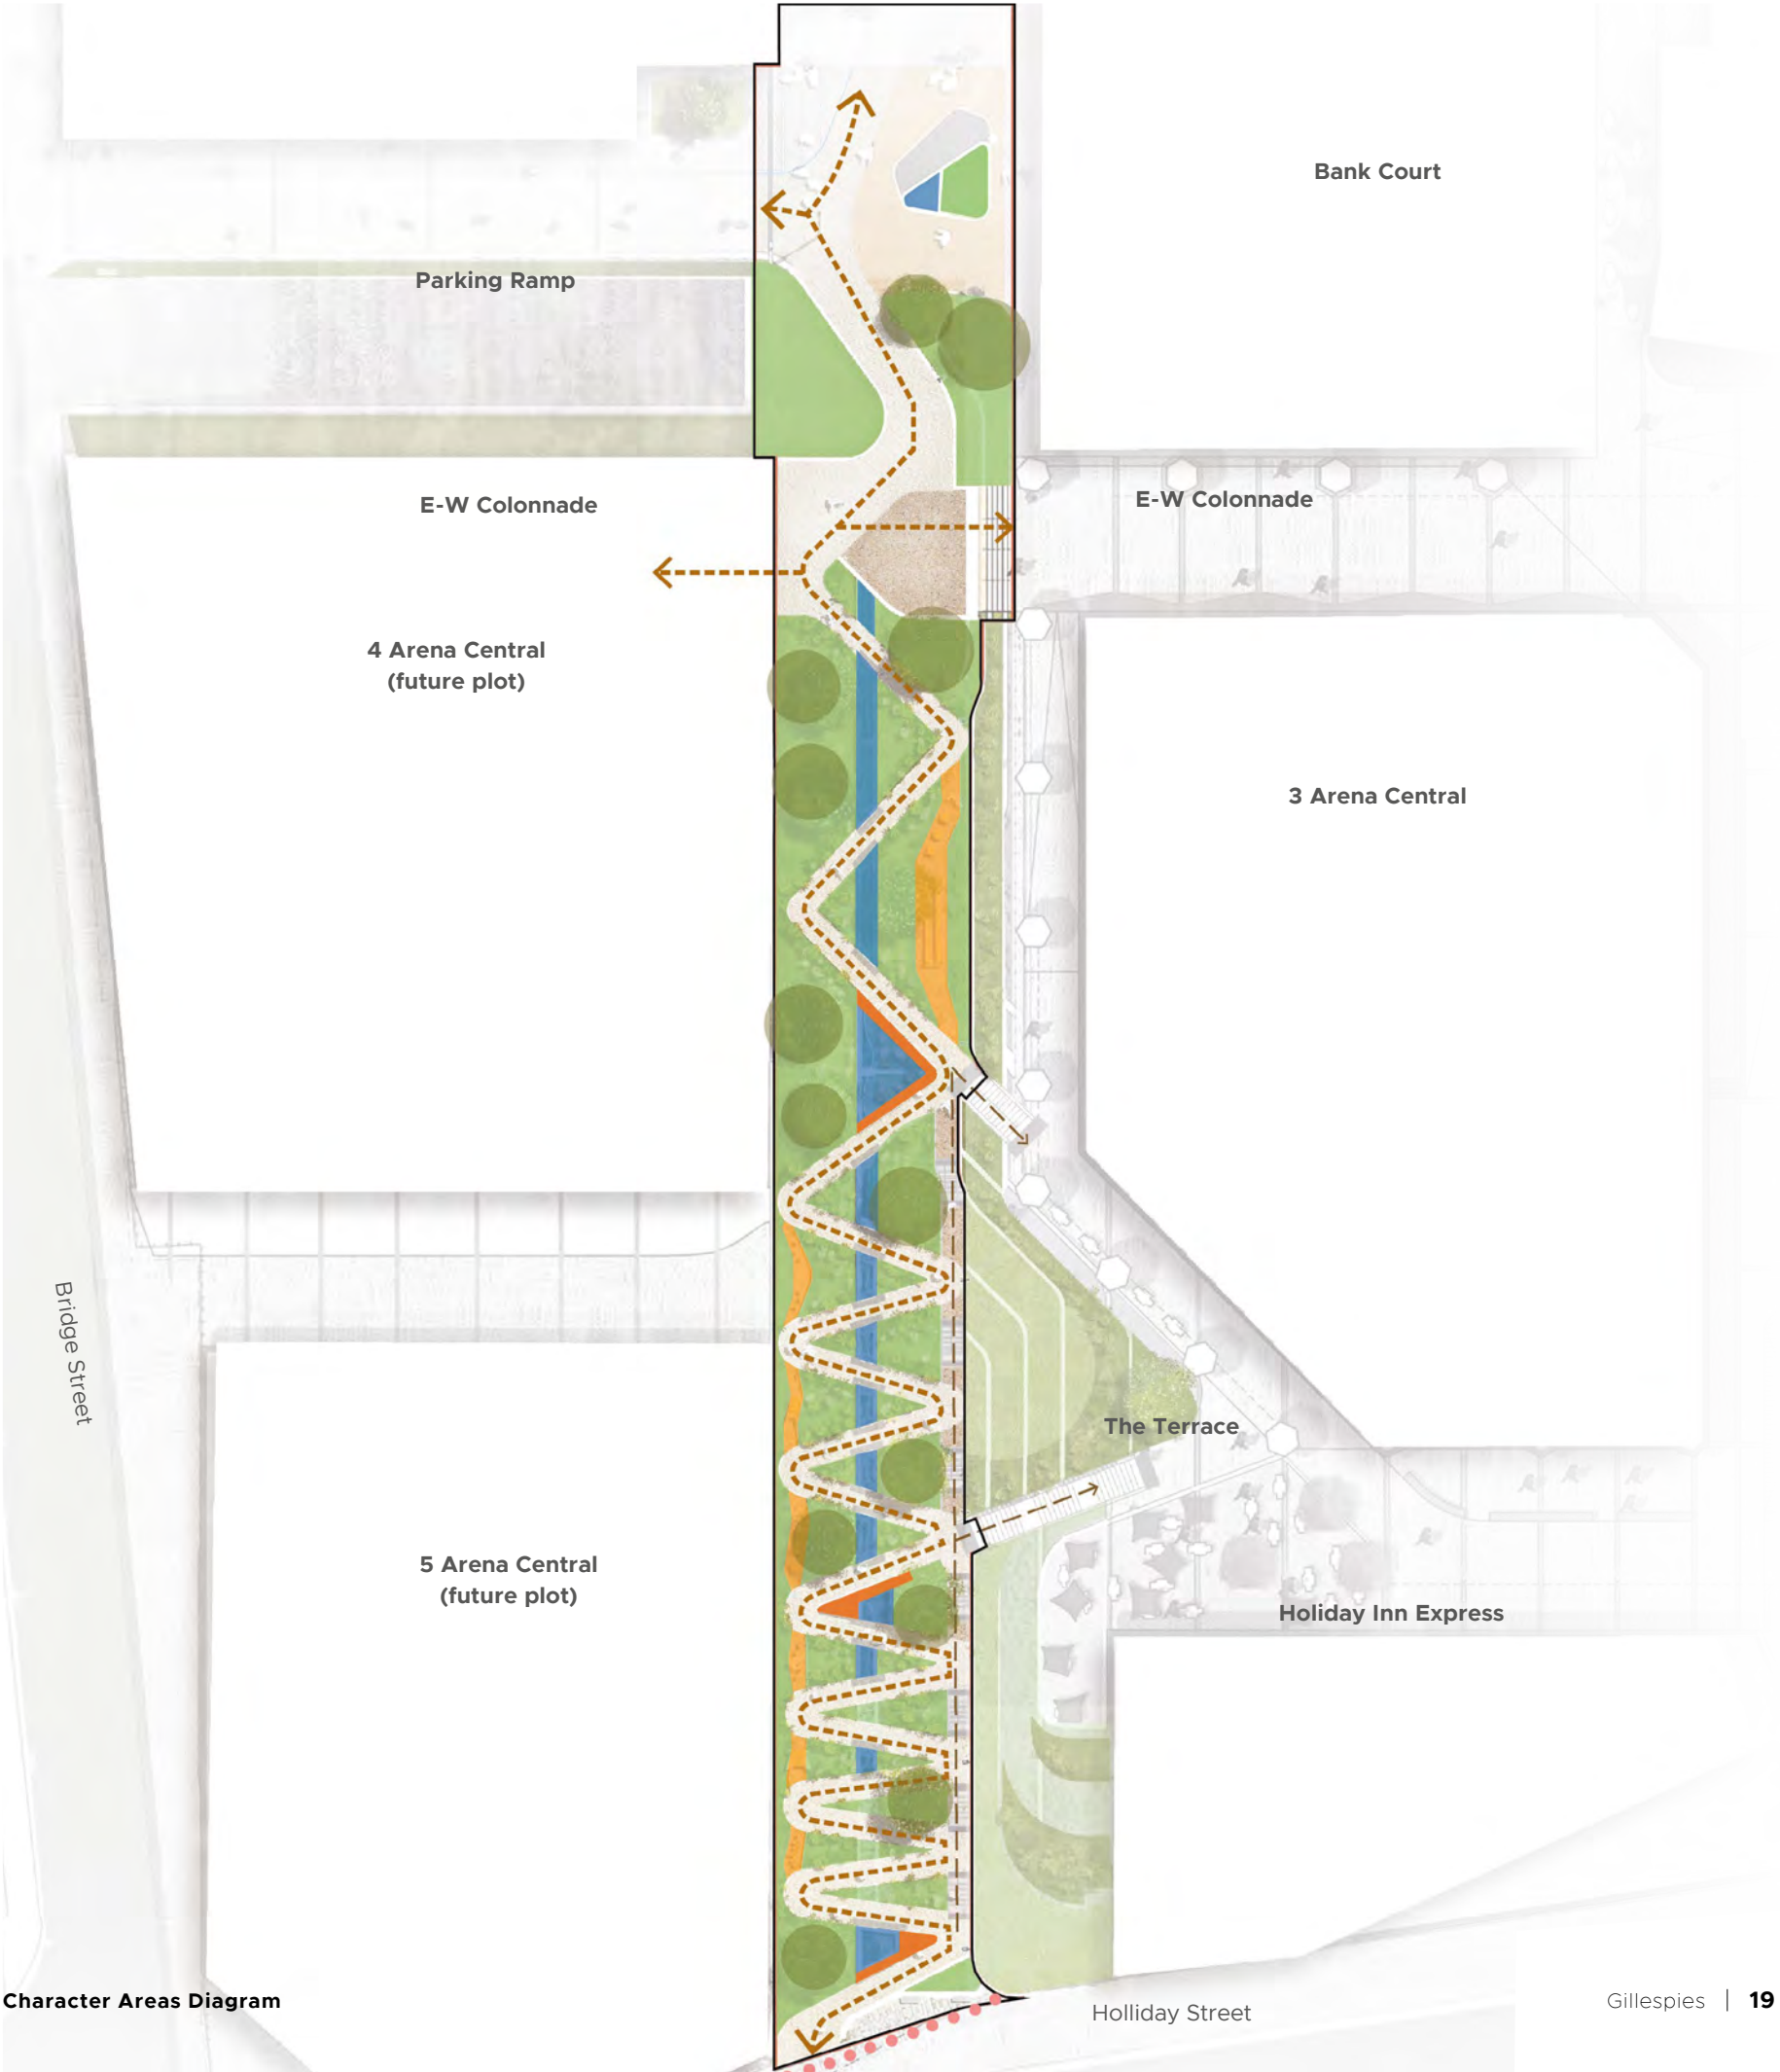 Bank Court
Parking Ramp
E-W Colonnade
E-W Colonnade
4 Arena Central
(future plot)
3 Arena Central
Bridge Street
The Terrace
5 Arena Central
(future plot)
Holiday Inn Express
Character Areas Diagram
Holliday Street
Gillespies | 19